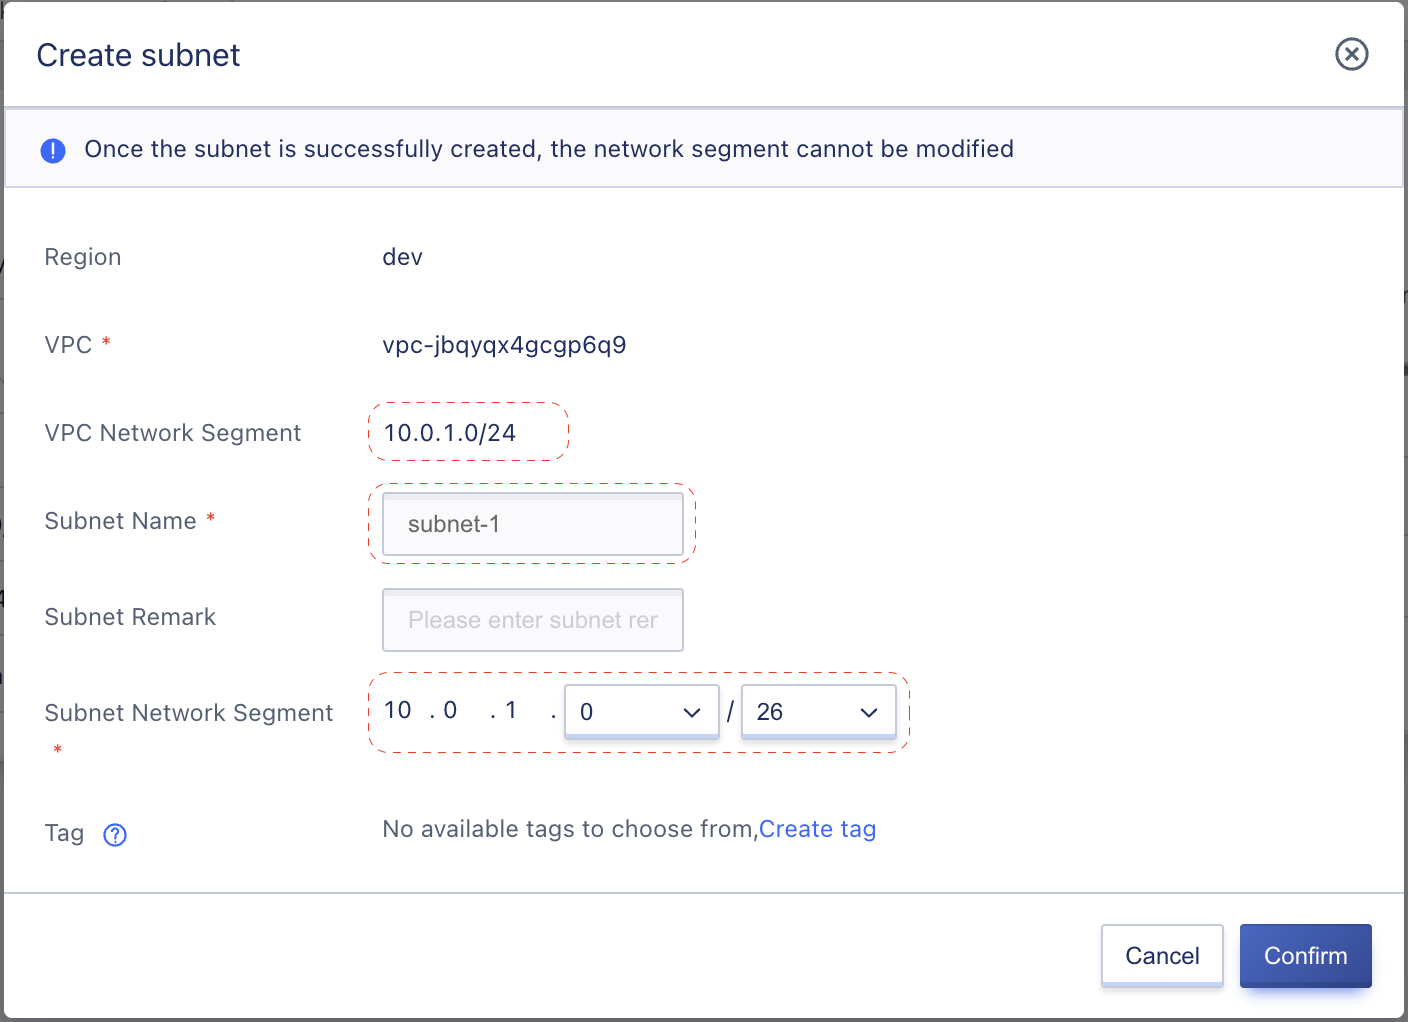 Create subnet
Once the subnet is successfully created, the network segment cannot be modified
Region dev
VPC * vpc-jbqyqx4gcgp6q9
VPC Network Segment 10.0.1.0/24
Subnet Name * subnet-1
Subnet Remark Please enter subnet rer
Subnet Network Segment * 10 . 0 . 1 . 0 / 26
Tag No available tags to choose from,Create tag
Cancel Confirm